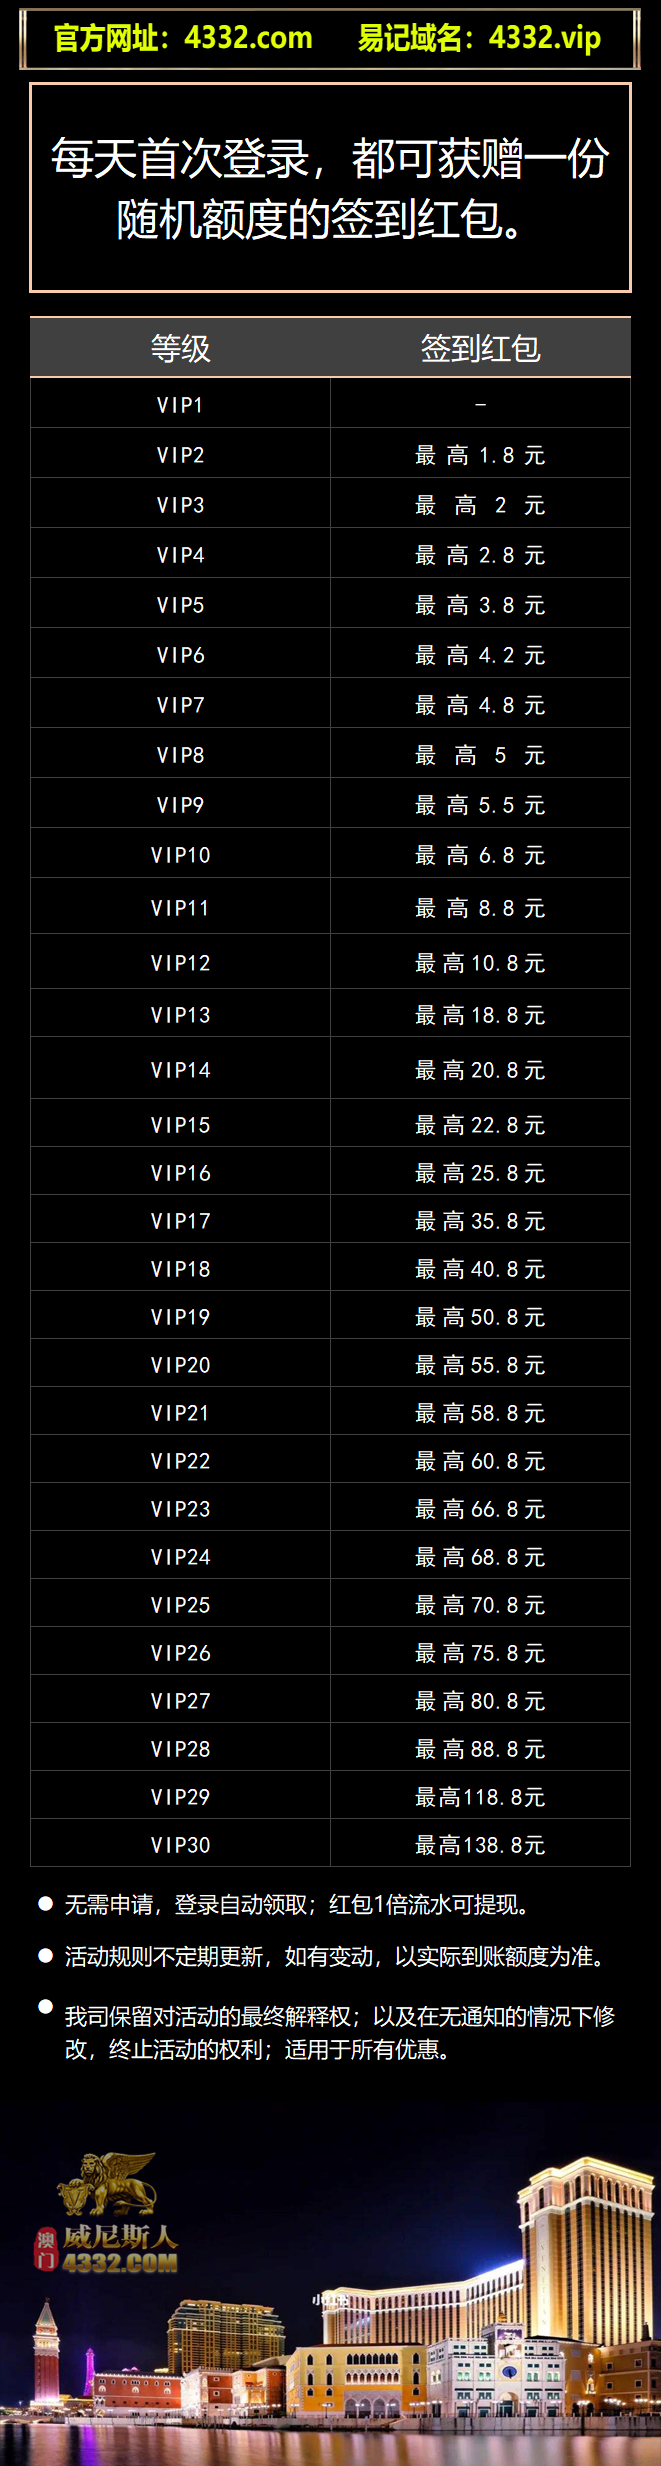 官方网址：4332.com 易记域名：4332.vip
每天首次登录，都可获赠一份
随机额度的签到红包。
等级 签到红包
VIP1 －
VIP2 最高1.8元
VIP3 最高2元
VIP4 最高2.8元
VIP5 最高3.8元
VIP6 最高4.2元
VIP7 最高4.8元
VIP8 最高5元
VIP9 最高5.5元
VIP10 最高6.8元
VIP11 最高8.8元
VIP12 最高10.8元
VIP13 最高18.8元
VIP14 最高20.8元
VIP15 最高22.8元
VIP16 最高25.8元
VIP17 最高35.8元
VIP18 最高40.8元
VIP19 最高50.8元
VIP20 最高55.8元
VIP21 最高58.8元
VIP22 最高60.8元
VIP23 最高66.8元
VIP24 最高68.8元
VIP25 最高70.8元
VIP26 最高75.8元
VIP27 最高80.8元
VIP28 最高88.8元
VIP29 最高118.8元
VIP30 最高138.8元
● 无需申请，登录自动领取；红包1倍流水可提现。
● 活动规则不定期更新，如有变动，以实际到账额度为准。
● 我司保留对活动的最终解释权；以及在无通知的情况下修
改，终止活动的权利；适用于所有优惠。
澳门 威尼斯人
4332.COM